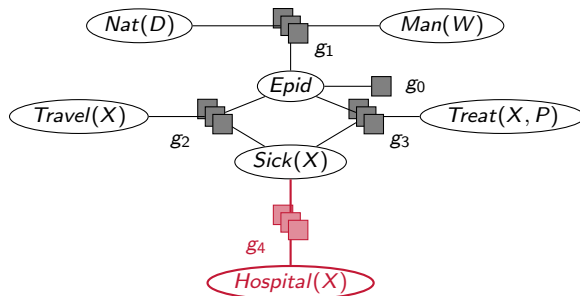 Nat(D) Man(W)
g1
Epid g0
Travel(X) Treat(X, P)
g2 g3
Sick(X)
g4
Hospital(X)